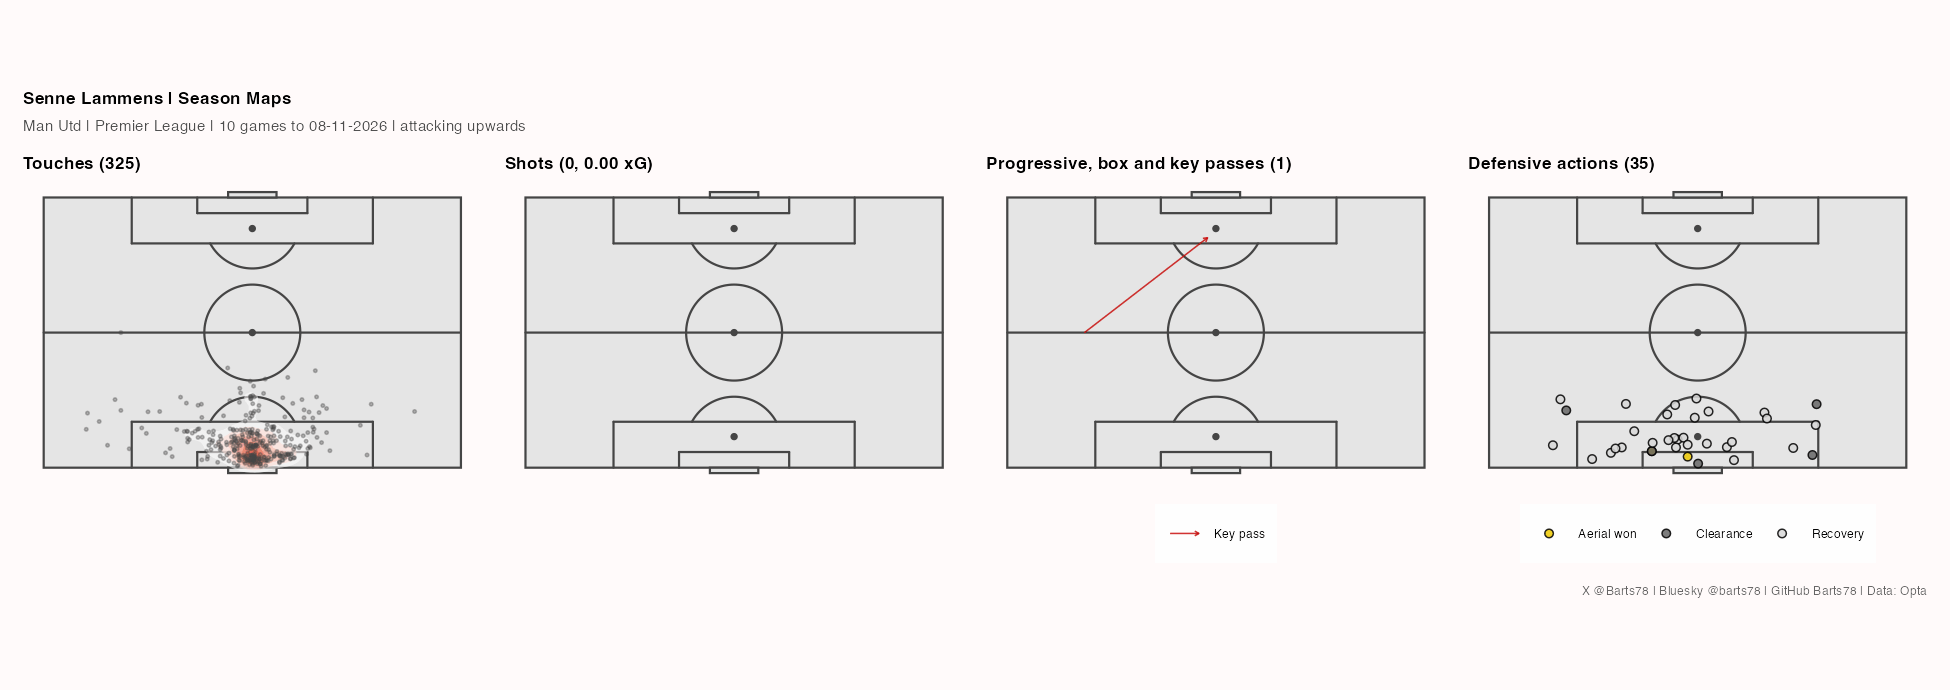 Senne Lammens | Season Maps
Man Utd | Premier League | 10 games to 08-11-2026 | attacking upwards
Touches (325)
Shots (0, 0.00 xG)
Progressive, box and key passes (1)
Defensive actions (35)
Key pass
Aerial won
Clearance
Recovery
X @Barts78 | Bluesky @barts78 | GitHub Barts78 | Data: Opta